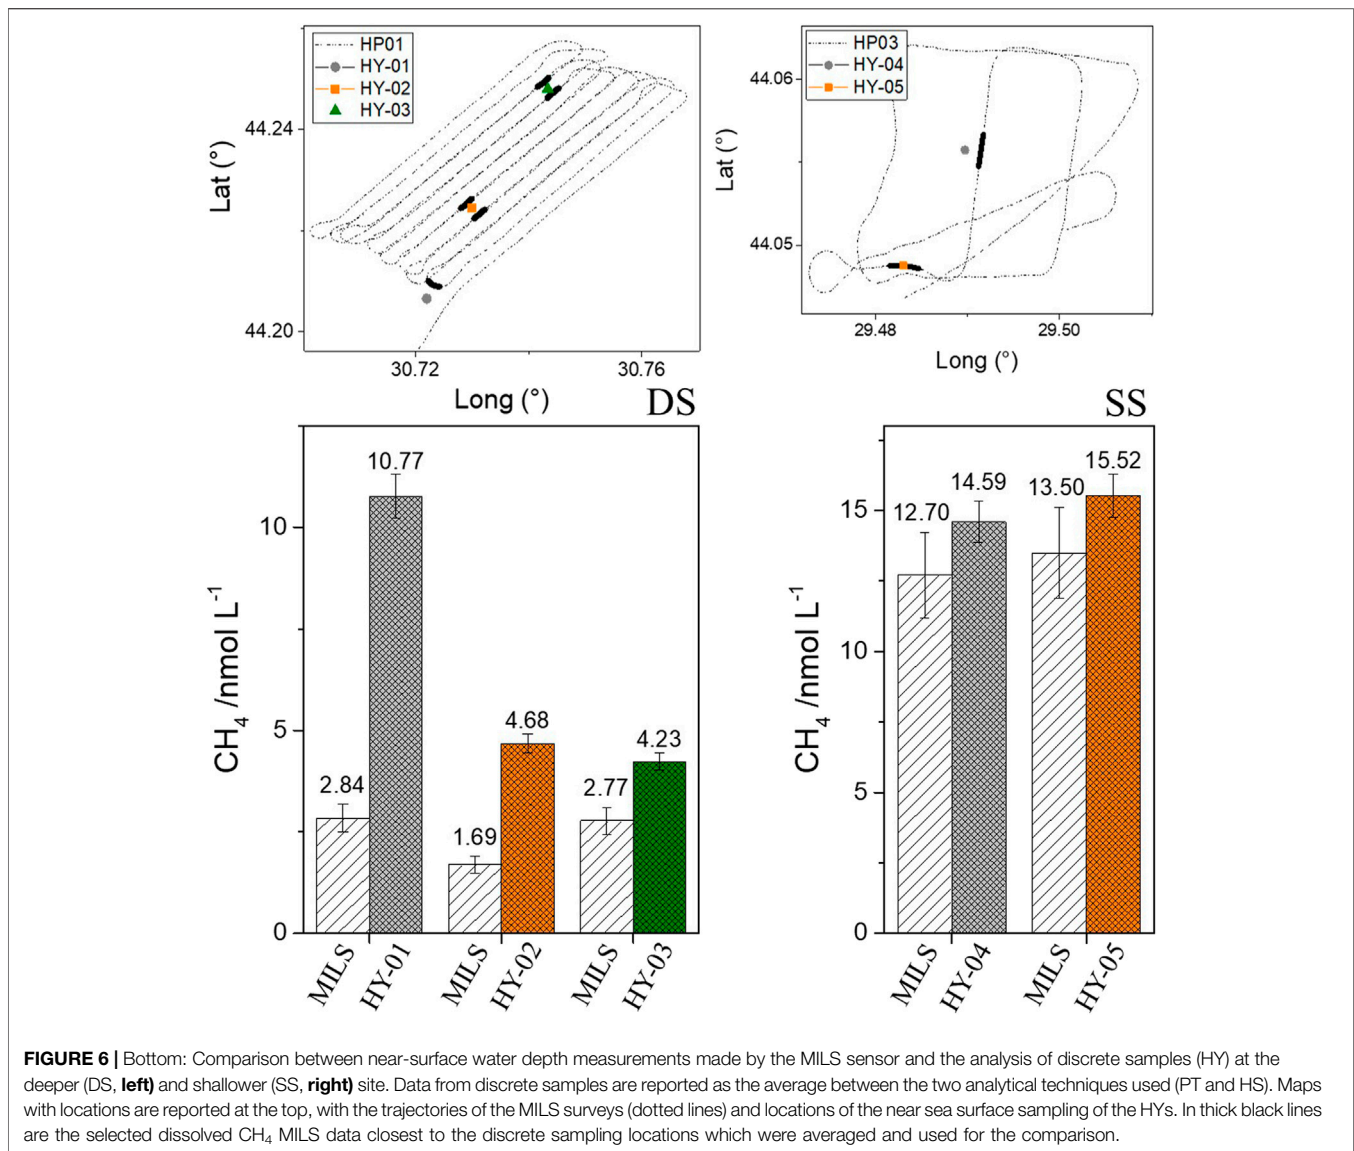 HP01
HY-01
HY-02
HY-03
44.24
44.20
Lat (°)
30.72
30.76
Long (°)
HP03
HY-04
HY-05
44.06
44.05
Lat (°)
29.48
29.50
Long (°)
DS
10.77
2.84
1.69
4.68
2.77
4.23
10
5
0
CH4 /nmol L-1
MILS
HY-01
MILS
HY-02
MILS
HY-03
SS
12.70
14.59
13.50
15.52
15
10
5
0
CH4 /nmol L-1
MILS
HY-04
MILS
HY-05
FIGURE 6 | Bottom: Comparison between near-surface water depth measurements made by the MILS sensor and the analysis of discrete samples (HY) at the
deeper (DS, left) and shallower (SS, right) site. Data from discrete samples are reported as the average between the two analytical techniques used (PT and HS). Maps
with locations are reported at the top, with the trajectories of the MILS surveys (dotted lines) and locations of the near sea surface sampling of the HYs. In thick black lines
are the selected dissolved CH4 MILS data closest to the discrete sampling locations which were averaged and used for the comparison.